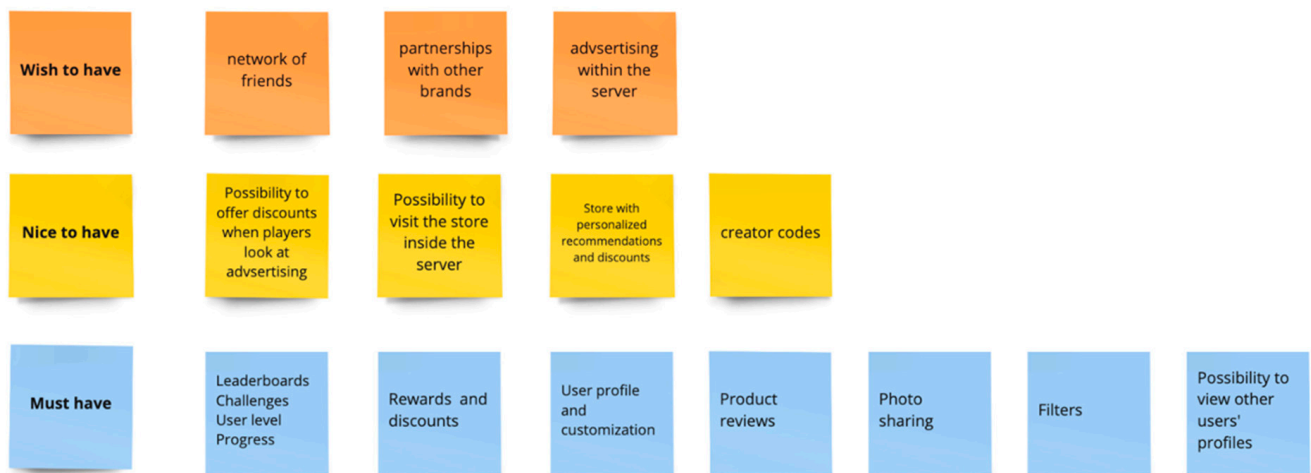 Wish to have
network of
friends
partnerships
with other
brands
advsertising
within the
server
Nice to have
Possibility to
offer discounts
when players
look at
advsertising
Possibility to
visit the store
inside the
server
Store with
personalized
recommendations
and discounts
creator codes
Must have
Leaderboards
Challenges
User level
Progress
Rewards and
discounts
User profile
and
customization
Product
reviews
Photo
sharing
Filters
Possibility to
view other
users'
profiles